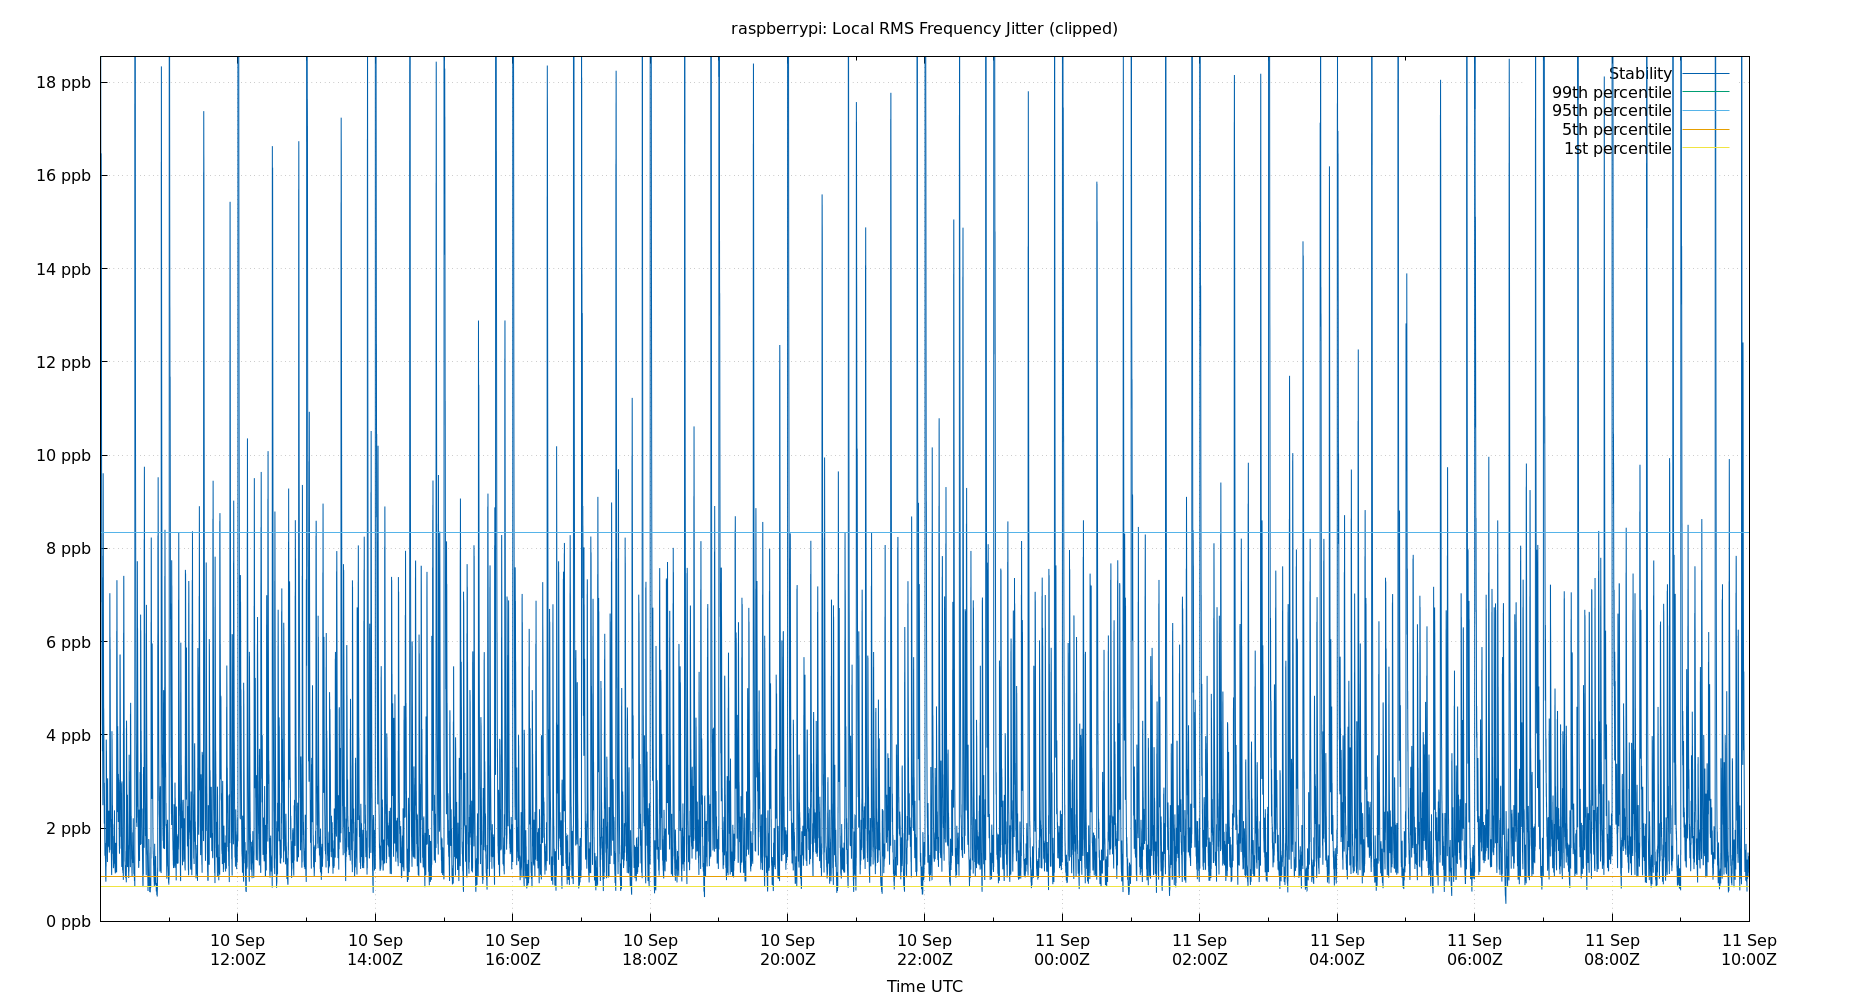 raspberrypi: Local RMS Frequency Jitter (clipped)
18 ppb
16 ppb
14 ppb
12 ppb
10 ppb
8 ppb
6 ppb
4 ppb
2 ppb
0 ppb
Stability
99th percentile
95th percentile
5th percentile
1st percentile
10 Sep 10 Sep 10 Sep 10 Sep 10 Sep 10 Sep 11 Sep 11 Sep 11 Sep 11 Sep 11 Sep 11 Sep
12:00Z 14:00Z 16:00Z 18:00Z 20:00Z 22:00Z 00:00Z 02:00Z 04:00Z 06:00Z 08:00Z 10:00Z
Time UTC